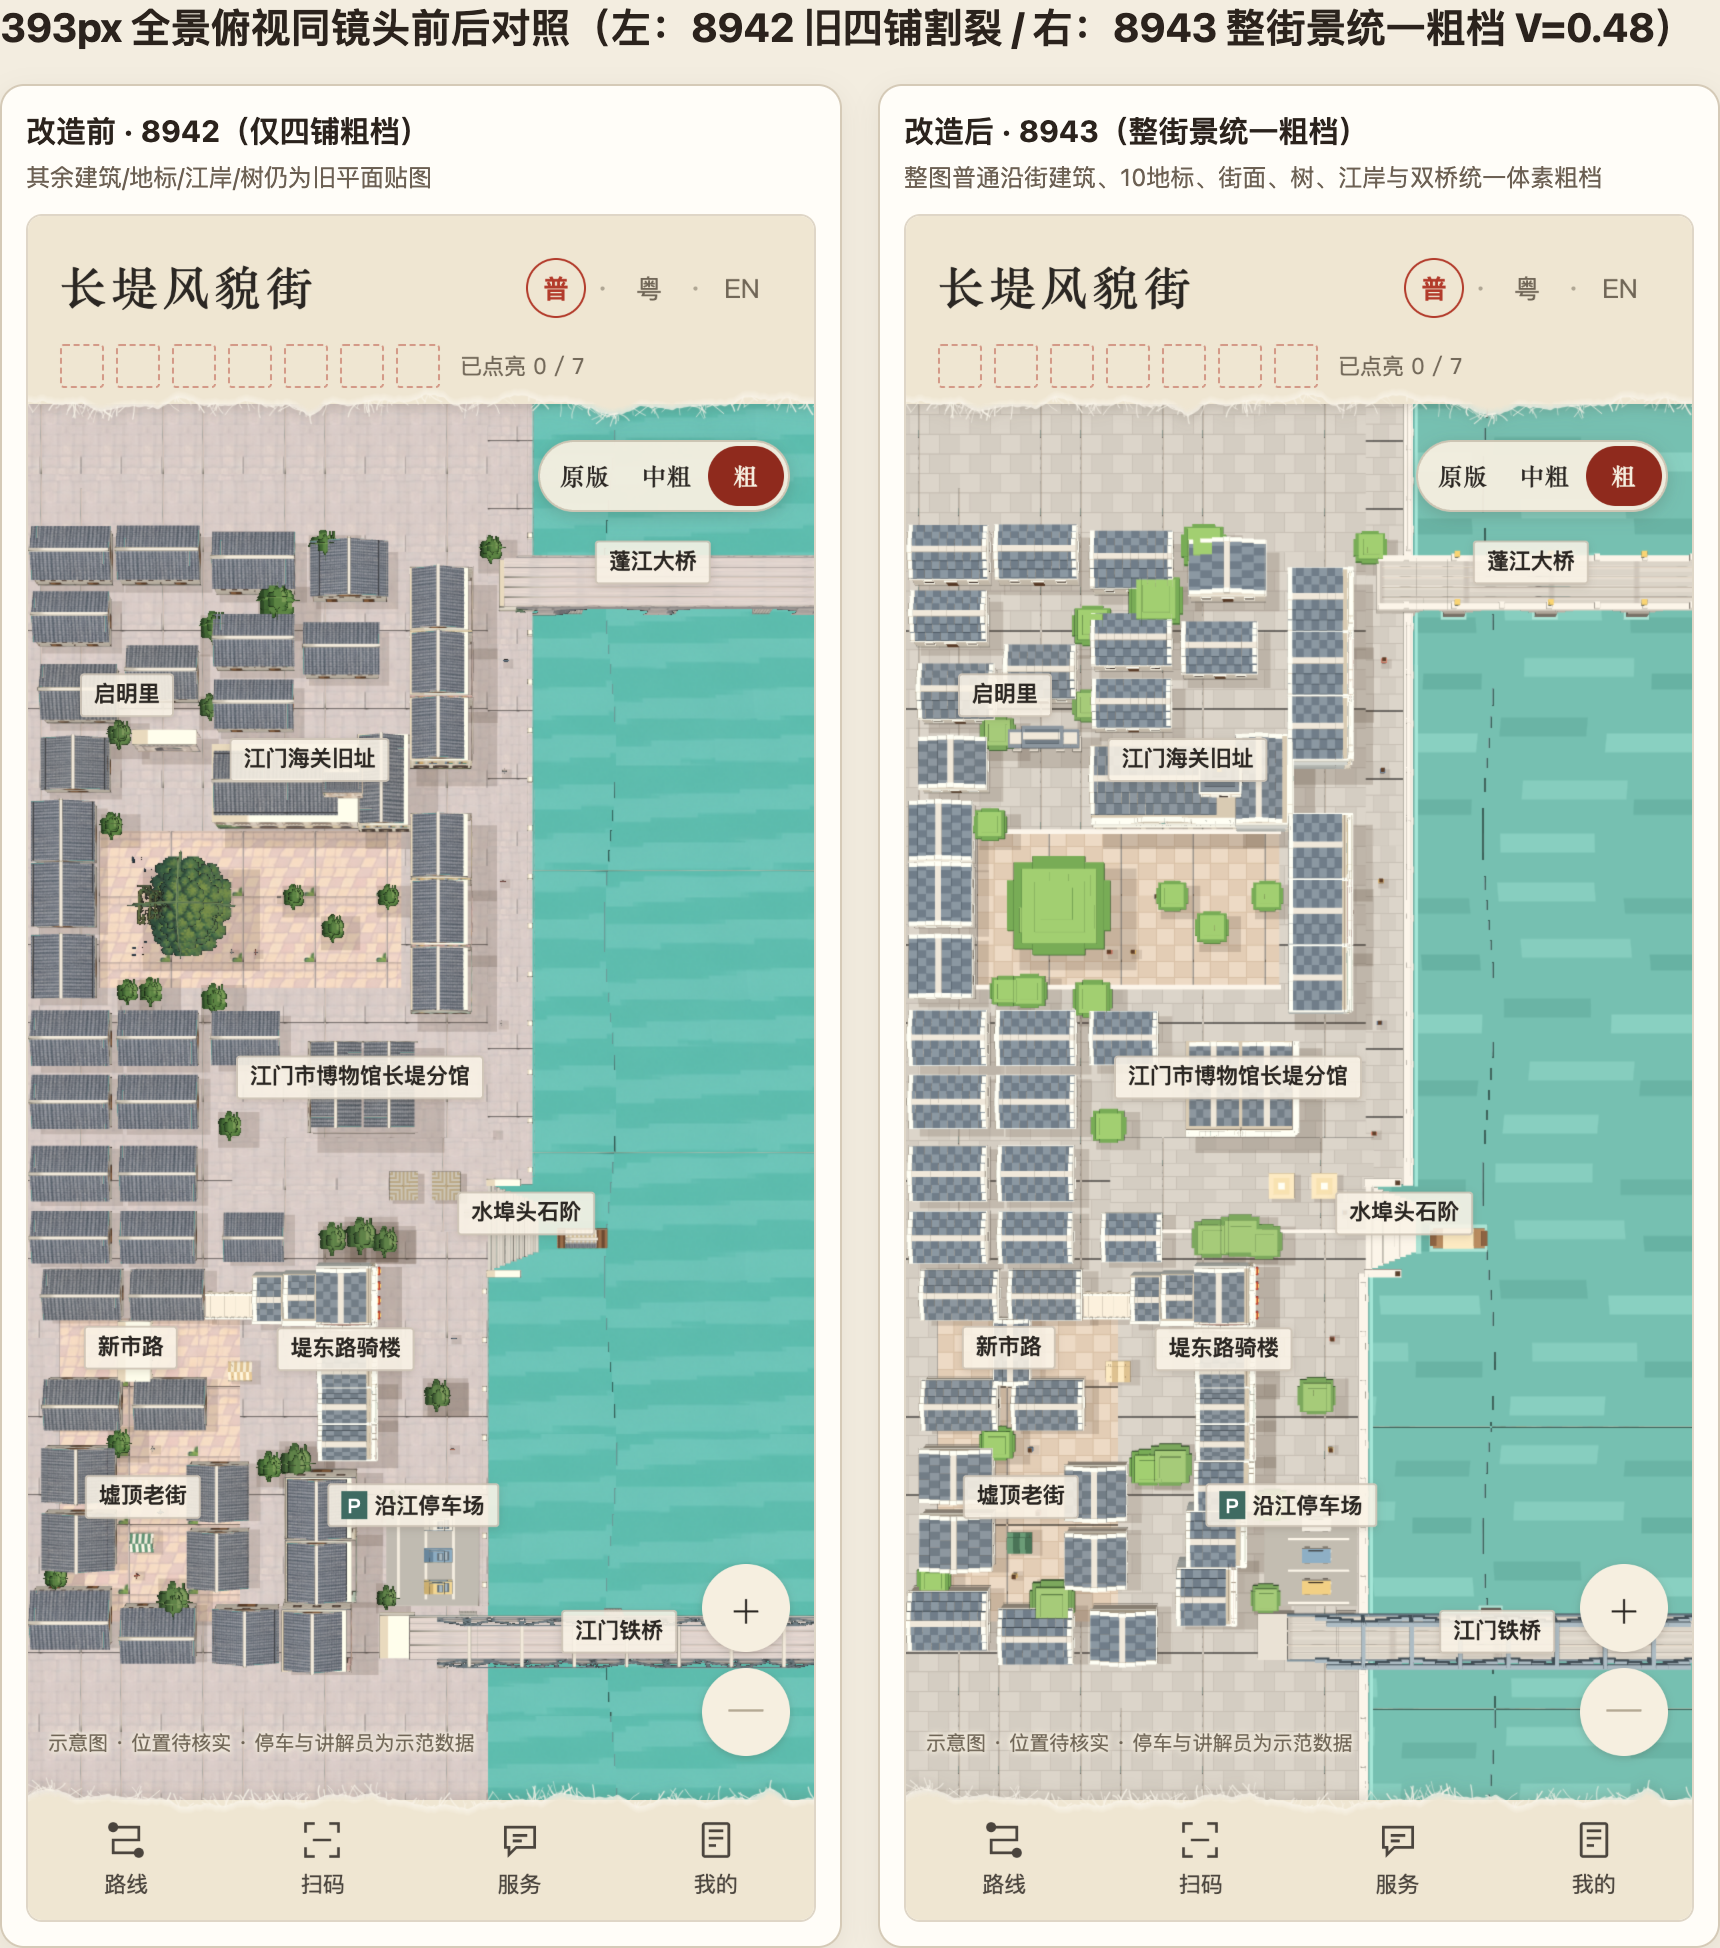 393px 全景俯视同镜头前后对照（左：8942 旧四铺割裂 / 右：8943 整街景统一粗档 V=0.48）
改造前 · 8942（仅四铺粗档）
其余建筑/地标/江岸/树仍为旧平面贴图
长堤风貌街
普 · 粤 · EN
已点亮 0 / 7
原版 中粗 粗
蓬江大桥
启明里
江门海关旧址
江门市博物馆长堤分馆
水埠头石阶
新市路
堤东路骑楼
墟顶老街
P 沿江停车场
江门铁桥
+
—
示意图 · 位置待核实 · 停车与讲解员为示范数据
路线 扫码 服务 我的
改造后 · 8943（整街景统一粗档）
整图普通沿街建筑、10地标、街面、树、江岸与双桥统一体素粗档
长堤风貌街
普 · 粤 · EN
已点亮 0 / 7
原版 中粗 粗
蓬江大桥
启明里
江门海关旧址
江门市博物馆长堤分馆
水埠头石阶
新市路
堤东路骑楼
墟顶老街
P 沿江停车场
江门铁桥
+
—
示意图 · 位置待核实 · 停车与讲解员为示范数据
路线 扫码 服务 我的